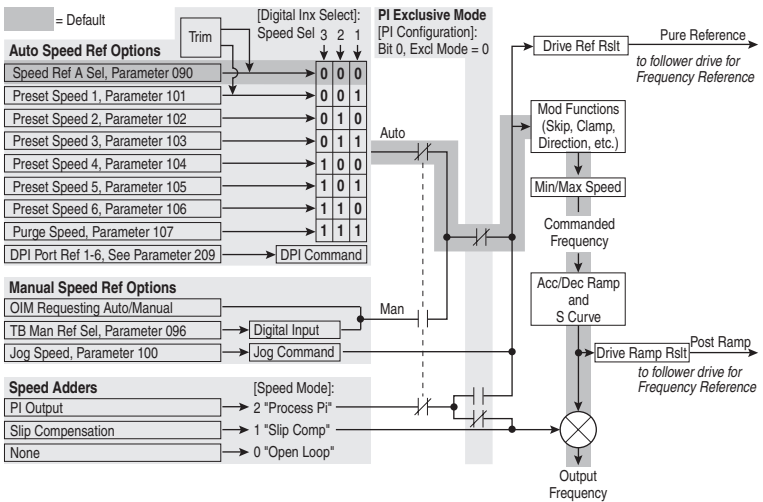 = Default
Trim
[Digital Inx Select]:
Speed Sel 3 2 1
PI Exclusive Mode
[PI Configuration]:
Bit 0, Excl Mode = 0
Drive Ref Rslt
Pure Reference
to follower drive for
Frequency Reference
Auto Speed Ref Options
Speed Ref A Sel, Parameter 090 0 0 0
Preset Speed 1, Parameter 101 0 0 1
Preset Speed 2, Parameter 102 0 1 0
Preset Speed 3, Parameter 103 0 1 1
Preset Speed 4, Parameter 104 1 0 0
Preset Speed 5, Parameter 105 1 0 1
Preset Speed 6, Parameter 106 1 1 0
Purge Speed, Parameter 107 1 1 1
DPI Port Ref 1-6, See Parameter 209 DPI Command
Auto
Mod Functions
(Skip, Clamp,
Direction, etc.)
Min/Max Speed
Commanded
Frequency
Acc/Dec Ramp
and
S Curve
Manual Speed Ref Options
OIM Requesting Auto/Manual
TB Man Ref Sel, Parameter 096 Digital Input
Jog Speed, Parameter 100 Jog Command
Man
Drive Ramp Rslt
Post Ramp
to follower drive for
Frequency Reference
Speed Adders
[Speed Mode]:
PI Output 2 "Process Pi"
Slip Compensation 1 "Slip Comp"
None 0 "Open Loop"
Output
Frequency